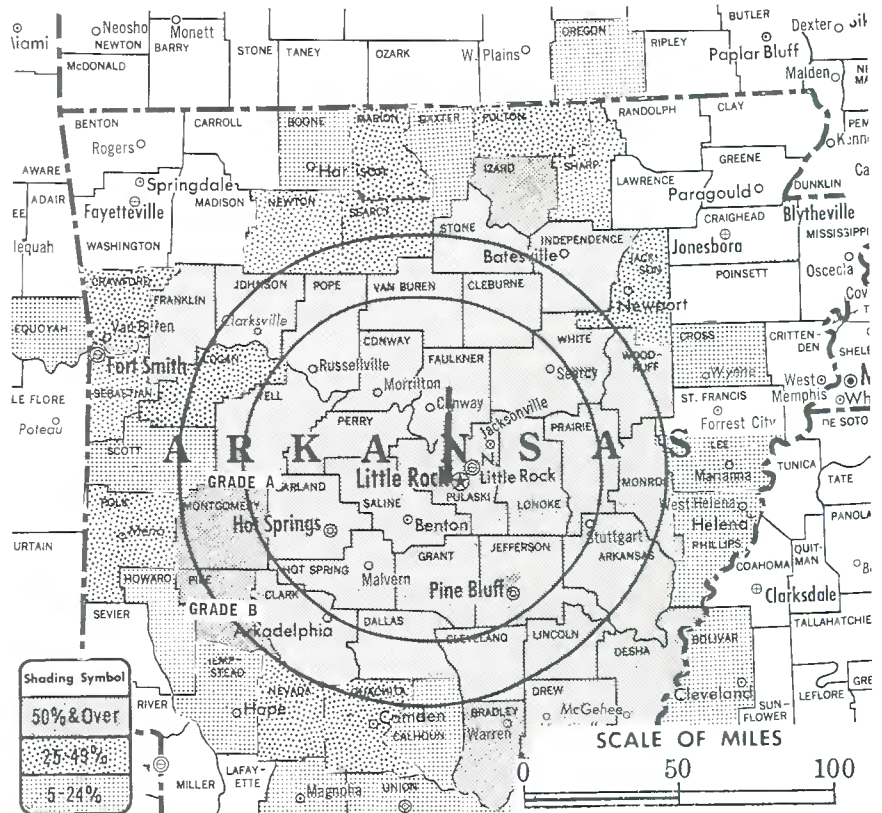 BUTLER
Neosho
Monett
OREGON
Dexter
NEWTON
BARRY
STONE
TANEY
OZARK
W. Plains
RIPLEY
Poplar Bluff
McDONALD
Malden
BENTON
CARROLL
BOONE
MARION
BAXTER
FULTON
RANDOLPH
CLAY
Rogers
Harrison
IZARD
SHARP
GREENE
Springdale
LAWRENCE
Paragould
DUNKLIN
ADAIR
Fayetteville
MADISON
NEWTON
SEARCY
STONE
CRAIGHEAD
Blytheville
WASHINGTON
INDEPENDENCE
Jonesbora
MISSISSIPPI
Batesville
JACKSON
POINSETT
Osceola
CRAWFORD
FRANKLIN
JOHNSON
POPE
VAN BUREN
CLEBURNE
Newport
EQUOYAH
Van Buren
Clarksville
CONWAY
WHITE
CROSS
CRITTENDEN
Fort Smith
LOGAN
Russellville
FAULKNER
WOODRUFF
Wynne
SEBASTIAN
YELL
Morrilton
Searcy
West Memphis
LE FLORE
Conway
ST. FRANCIS
Poteau
PERRY
Jacksonville
PRAIRIE
Forrest City
DE SOTO
ARKANSAS
SCOTT
LEE
Marianna
TUNICA
GRADE A
GARLAND
Little Rock
N. Little Rock
MONROE
TATE
POLK
MONTGOMERY
SALINE
PULASKI
LONOKE
West Helena
PANOLA
Mena
Hot Springs
Benton
Stuttgart
Helena
URTAIN
GRANT
JEFFERSON
ARKANSAS
PHILLIPS
QUITMAN
HOWARD
PIKE
HOT SPRING
Malvern
COAHOMA
GRADE B
CLARK
Pine Bluff
Clarksdale
SEVIER
Arkadelphia
DALLAS
CLEVELAND
LINCOLN
TALLAHATCHIE
DESHA
BOLIVAR
Shading Symbol
HEMPSTEAD
NEVADA
OUACHITA
DREW
Cleveland
LEFLORE
50% & Over
RIVER
Hope
Camden
BRADLEY
McGehee
SUNFLOWER
25-49%
CALHOUN
Warren
SCALE OF MILES
5-24%
MILLER
LAFAYETTE
Magnolia
UNION
0 50 100